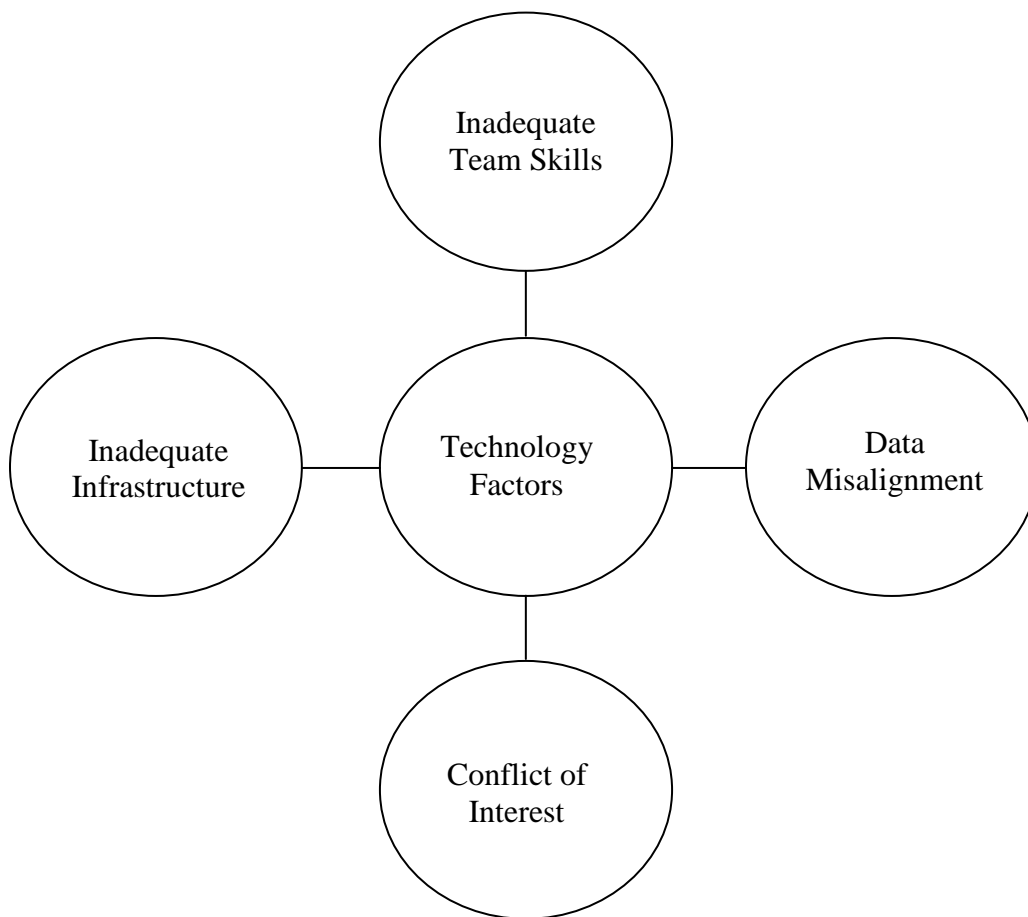 Inadequate
Team Skills
Inadequate
Infrastructure
Technology
Factors
Data
Misalignment
Conflict of
Interest